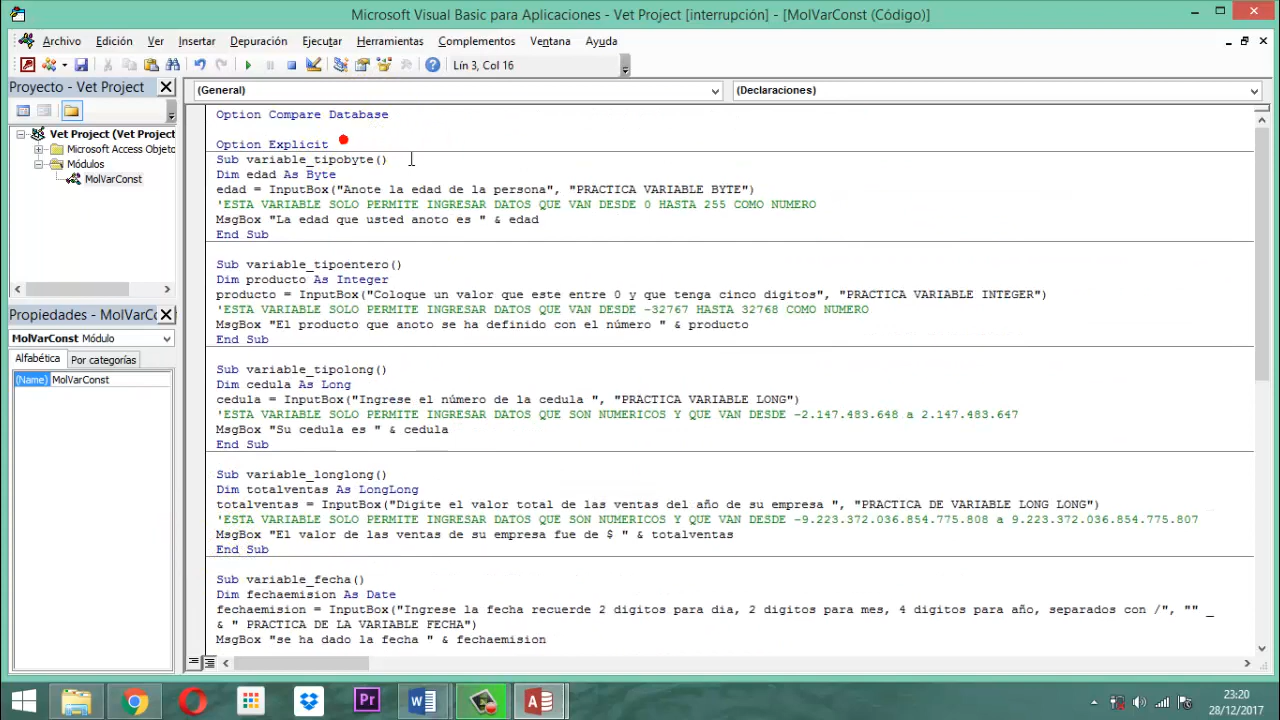 Microsoft Visual Basic para Aplicaciones - Vet Project [interrupción] - [MolVarConst (Código)]
Archivo Edición Ver Insertar Depuración Ejecutar Herramientas Complementos Ventana Ayuda
Lín 3, Col 16
Proyecto - Vet Project
Vet Project (Vet Project
Microsoft Access Objeto
Módulos
MolVarConst
Propiedades - MolVarCo
MolVarConst Módulo
Alfabética Por categorías
(Name) MolVarConst
(General) (Declaraciones)
Option Compare Database
Option Explicit
Sub variable_tipobyte()
Dim edad As Byte
edad = InputBox("Anote la edad de la persona", "PRACTICA VARIABLE BYTE")
'ESTA VARIABLE SOLO PERMITE INGRESAR DATOS QUE VAN DESDE 0 HASTA 255 COMO NUMERO
MsgBox "La edad que usted anoto es " & edad
End Sub
Sub variable_tipoentero()
Dim producto As Integer
producto = InputBox("Coloque un valor que este entre 0 y que tenga cinco digitos", "PRACTICA VARIABLE INTEGER")
'ESTA VARIABLE SOLO PERMITE INGRESAR DATOS QUE VAN DESDE -32767 HASTA 32768 COMO NUMERO
MsgBox "El producto que anoto se ha definido con el número " & producto
End Sub
Sub variable_tipolong()
Dim cedula As Long
cedula = InputBox("Ingrese el número de la cedula ", "PRACTICA VARIABLE LONG")
'ESTA VARIABLE SOLO PERMITE INGRESAR DATOS QUE SON NUMERICOS Y QUE VAN DESDE -2.147.483.648 a 2.147.483.647
MsgBox "Su cedula es " & cedula
End Sub
Sub variable_longlong()
Dim totalventas As LongLong
totalventas = InputBox("Digite el valor total de las ventas del año de su empresa ", "PRACTICA DE VARIABLE LONG LONG")
'ESTA VARIABLE SOLO PERMITE INGRESAR DATOS QUE SON NUMERICOS Y QUE VAN DESDE -9.223.372.036.854.775.808 a 9.223.372.036.854.775.807
MsgBox "El valor de las ventas de su empresa fue de $ " & totalventas
End Sub
Sub variable_fecha()
Dim fechaemision As Date
fechaemision = InputBox("Ingrese la fecha recuerde 2 digitos para dia, 2 digitos para mes, 4 digitos para año, separados con /", "" _
& " PRACTICA DE LA VARIABLE FECHA")
MsgBox "se ha dado la fecha " & fechaemision
Pr
23:20
28/12/2017